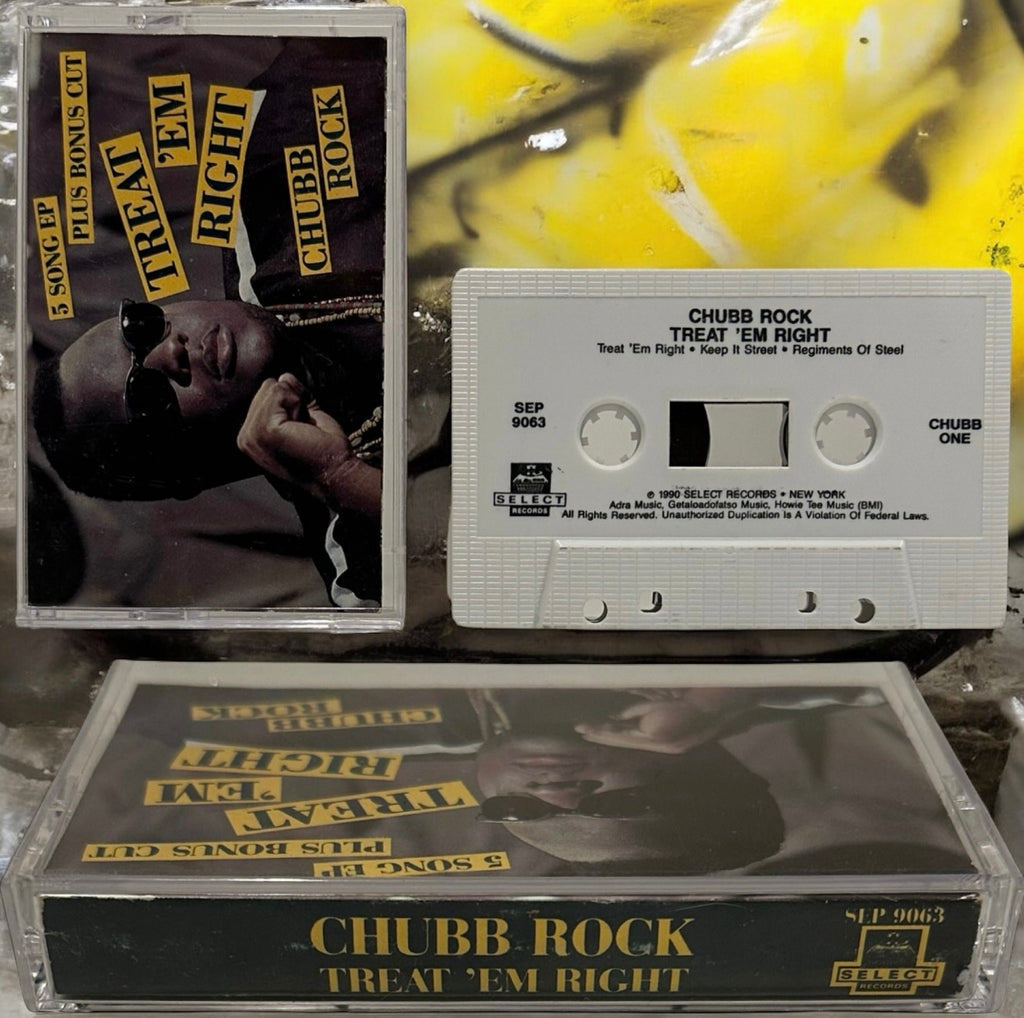 5 SONG EP
PLUS BONUS CUT
TREAT
'EM
RIGHT
CHUBB
ROCK
CHUBB ROCK
TREAT 'EM RIGHT
Treat 'Em Right • Keep It Street • Regiments Of Steel
SEP
9063
CHUBB
ONE
SELECT
RECORDS
℗ 1990 SELECT RECORDS • NEW YORK
Adra Music, Getaloadofatso Music, Howie Tee Music (BMI)
All Rights Reserved. Unauthorized Duplication Is A Violation Of Federal Laws.
CHUBB
ROCK
RIGHT
'EM
TREAT
PLUS BONUS CUT
5 SONG EP
CHUBB ROCK
TREAT 'EM RIGHT
SEP 9063
SELECT
RECORDS